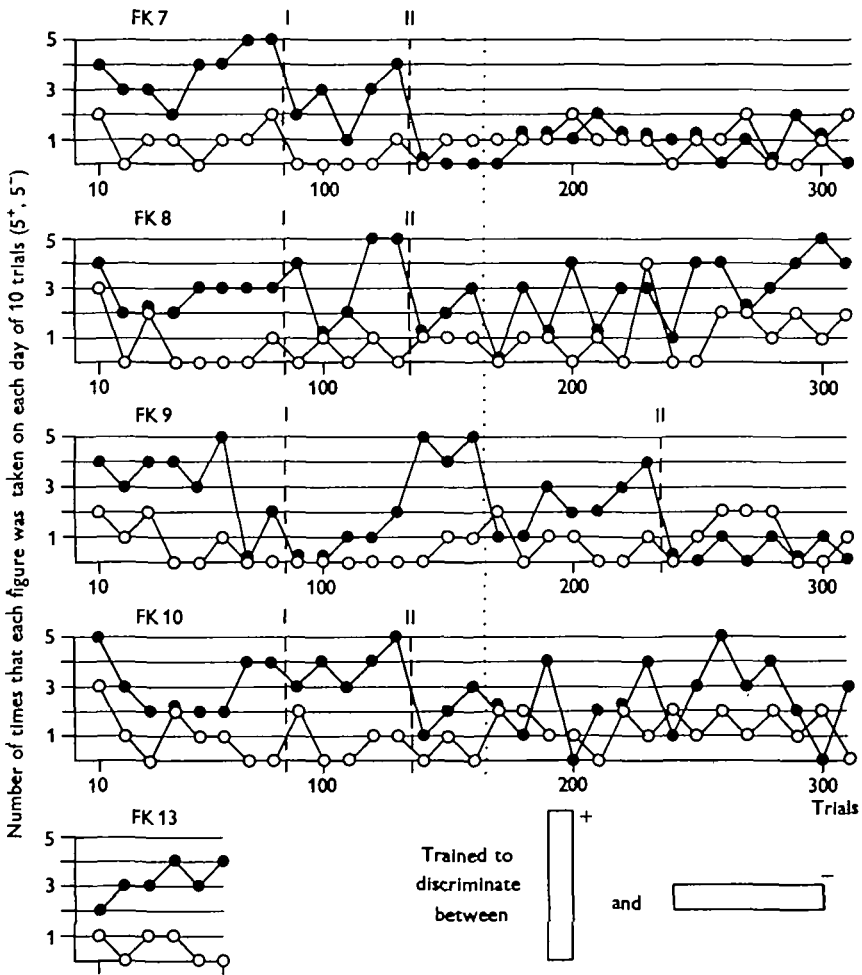 Number of times that each figure was taken on each day of 10 trials (5+, 5−)
FK 7 I II
5
3
1
10 100 200 300
FK 8 I II
5
3
1
10 100 200 300
FK 9 I II
5
3
1
10 100 200 300
FK 10 I II
5
3
1
10 100 200 300
Trials
FK 13
5
3
1
Trained to
discriminate
between
+
and
−